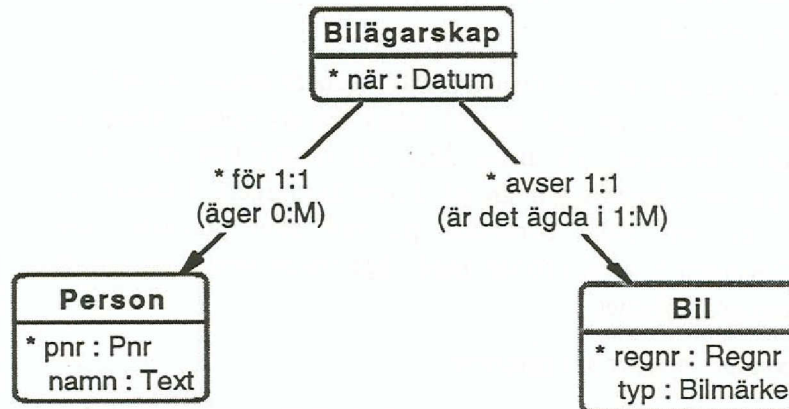 Bilägarskap
* när : Datum
* för 1:1
(äger 0:M)
* avser 1:1
(är det ägda i 1:M)
Person
* pnr : Pnr
namn : Text
Bil
* regnr : Regnr
typ : Bilmärke